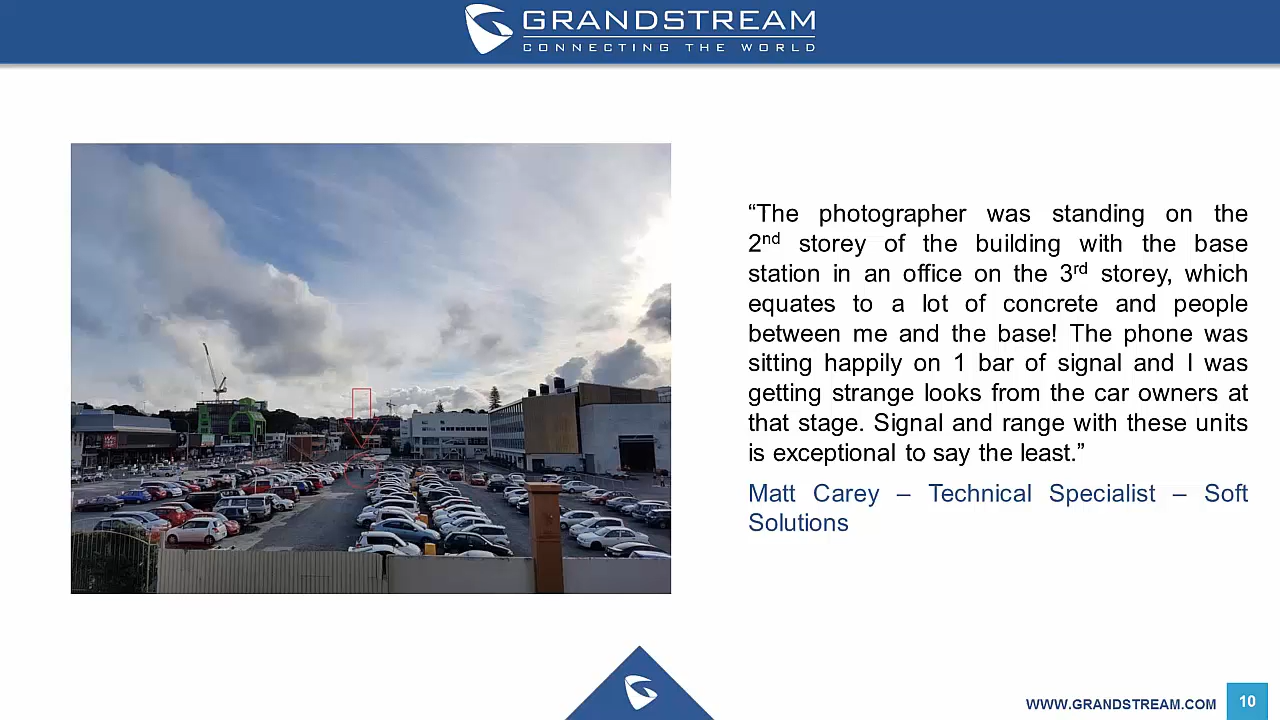 GRANDSTREAM
CONNECTING THE WORLD
“The photographer was standing on the
2nd storey of the building with the base
station in an office on the 3rd storey, which
equates to a lot of concrete and people
between me and the base! The phone was
sitting happily on 1 bar of signal and I was
getting strange looks from the car owners at
that stage. Signal and range with these units
is exceptional to say the least.”
Matt Carey – Technical Specialist – Soft
Solutions
WWW.GRANDSTREAM.COM
10